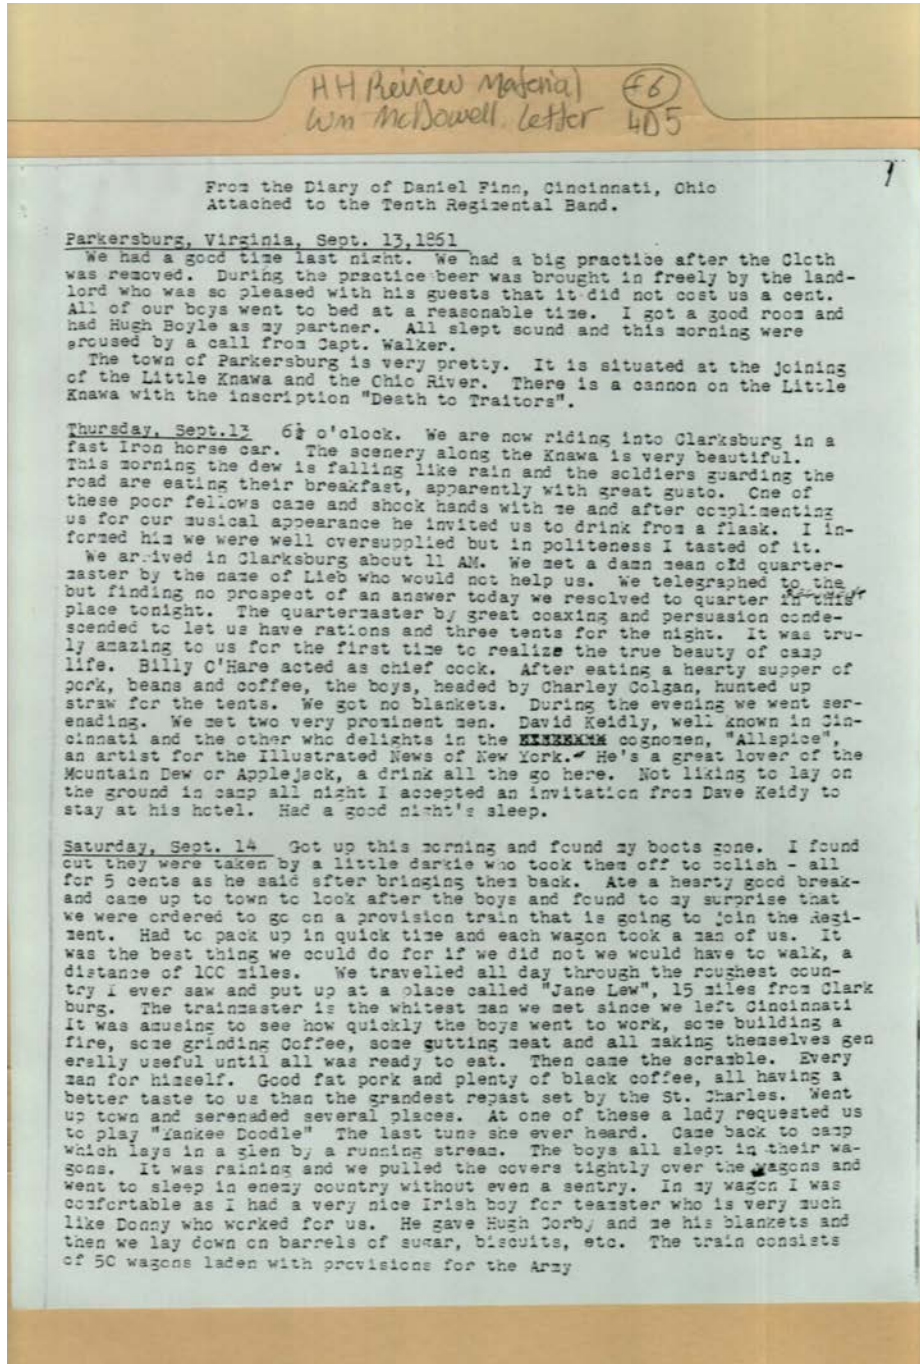 HH Review Material f6
Wm McDowell Letter 4D5
1
From the Diary of Daniel Finn, Cincinnati, Ohio
Attached to the Tenth Regimental Band.
Parkersburg, Virginia, Sept. 13,1861
We had a good time last night. We had a big practice after the Cloth
was removed. During the practice beer was brought in freely by the land-
lord who was so pleased with his guests that it did not cost us a cent.
All of our boys went to bed at a reasonable time. I got a good room and
had Hugh Boyle as my partner. All slept sound and this morning were
aroused by a call from Capt. Walker.
The town of Parkersburg is very pretty. It is situated at the joining
of the Little Knawa and the Ohio River. There is a cannon on the Little
Knawa with the inscription "Death to Traitors".
Thursday, Sept.13 6½ o'clock. We are now riding into Clarksburg in a
fast Iron horse car. The scenery along the Knawa is very beautiful.
This morning the dew is falling like rain and the soldiers guarding the
road are eating their breakfast, apparently with great gusto. One of
these poor fellows came and shook hands with me and after complimenting
us for our musical appearance he invited us to drink from a flask. I in-
formed him we were well oversupplied but in politeness I tasted of it.
We arrived in Clarksburg about 11 AM. We met a damn mean old quarter-
master by the name of Lieb who would not help us. We telegraphed to the
but finding no prospect of an answer today we resolved to quarter in this
place tonight. The quartermaster by great coaxing and persuasion conde-
scended to let us have rations and three tents for the night. It was tru-
ly amazing to us for the first time to realize the true beauty of camp
life. Billy O'Hare acted as chief cook. After eating a hearty supper of
pork, beans and coffee, the boys, headed by Charley Colgan, hunted up
straw for the tents. We got no blankets. During the evening we went ser-
enading. We met two very prominent men. David Keidly, well known in Cin-
cinnati and the other who delights in the cognomen, "Allspice",
an artist for the Illustrated News of New York. He's a great lover of the
Mountain Dew or Applejack, a drink all the go here. Not liking to lay on
the ground in camp all night I accepted an invitation from Dave Keidy to
stay at his hotel. Had a good night's sleep.
Saturday, Sept. 14 Got up this morning and found my boots gone. I found
out they were taken by a little darkie who took them off to polish - all
for 5 cents as he said after bringing them back. Ate a hearty good break-
and came up to town to look after the boys and found to my surprise that
we were ordered to go on a provision train that is going to join the Regi-
ment. Had to pack up in quick time and each wagon took a man of us. It
was the best thing we could do for if we did not we would have to walk, a
distance of 100 miles. We travelled all day through the roughest coun-
try I ever saw and put up at a place called "Jane Lew", 15 miles from Clark
burg. The trainmaster is the whitest man we met since we left Cincinnati
It was amusing to see how quickly the boys went to work, some building a
fire, some grinding Coffee, some gutting meat and all making themselves gen
erally useful until all was ready to eat. Then came the scramble. Every
man for himself. Good fat pork and plenty of black coffee, all having a
better taste to us than the grandest repast set by the St. Charles. Went
up town and serenaded several places. At one of these a lady requested us
to play "Yankee Doodle" The last tune she ever heard. Came back to camp
which lays in a glen by a running stream. The boys all slept in their wa-
gons. It was raining and we pulled the covers tightly over the wagons and
went to sleep in enemy country without even a sentry. In my wagon I was
comfortable as I had a very nice Irish boy for teamster who is very much
like Donny who worked for us. He gave Hugh Corby and me his blankets and
then we lay down on barrels of sugar, biscuits, etc. The train consists
of 50 wagons laden with provisions for the Army